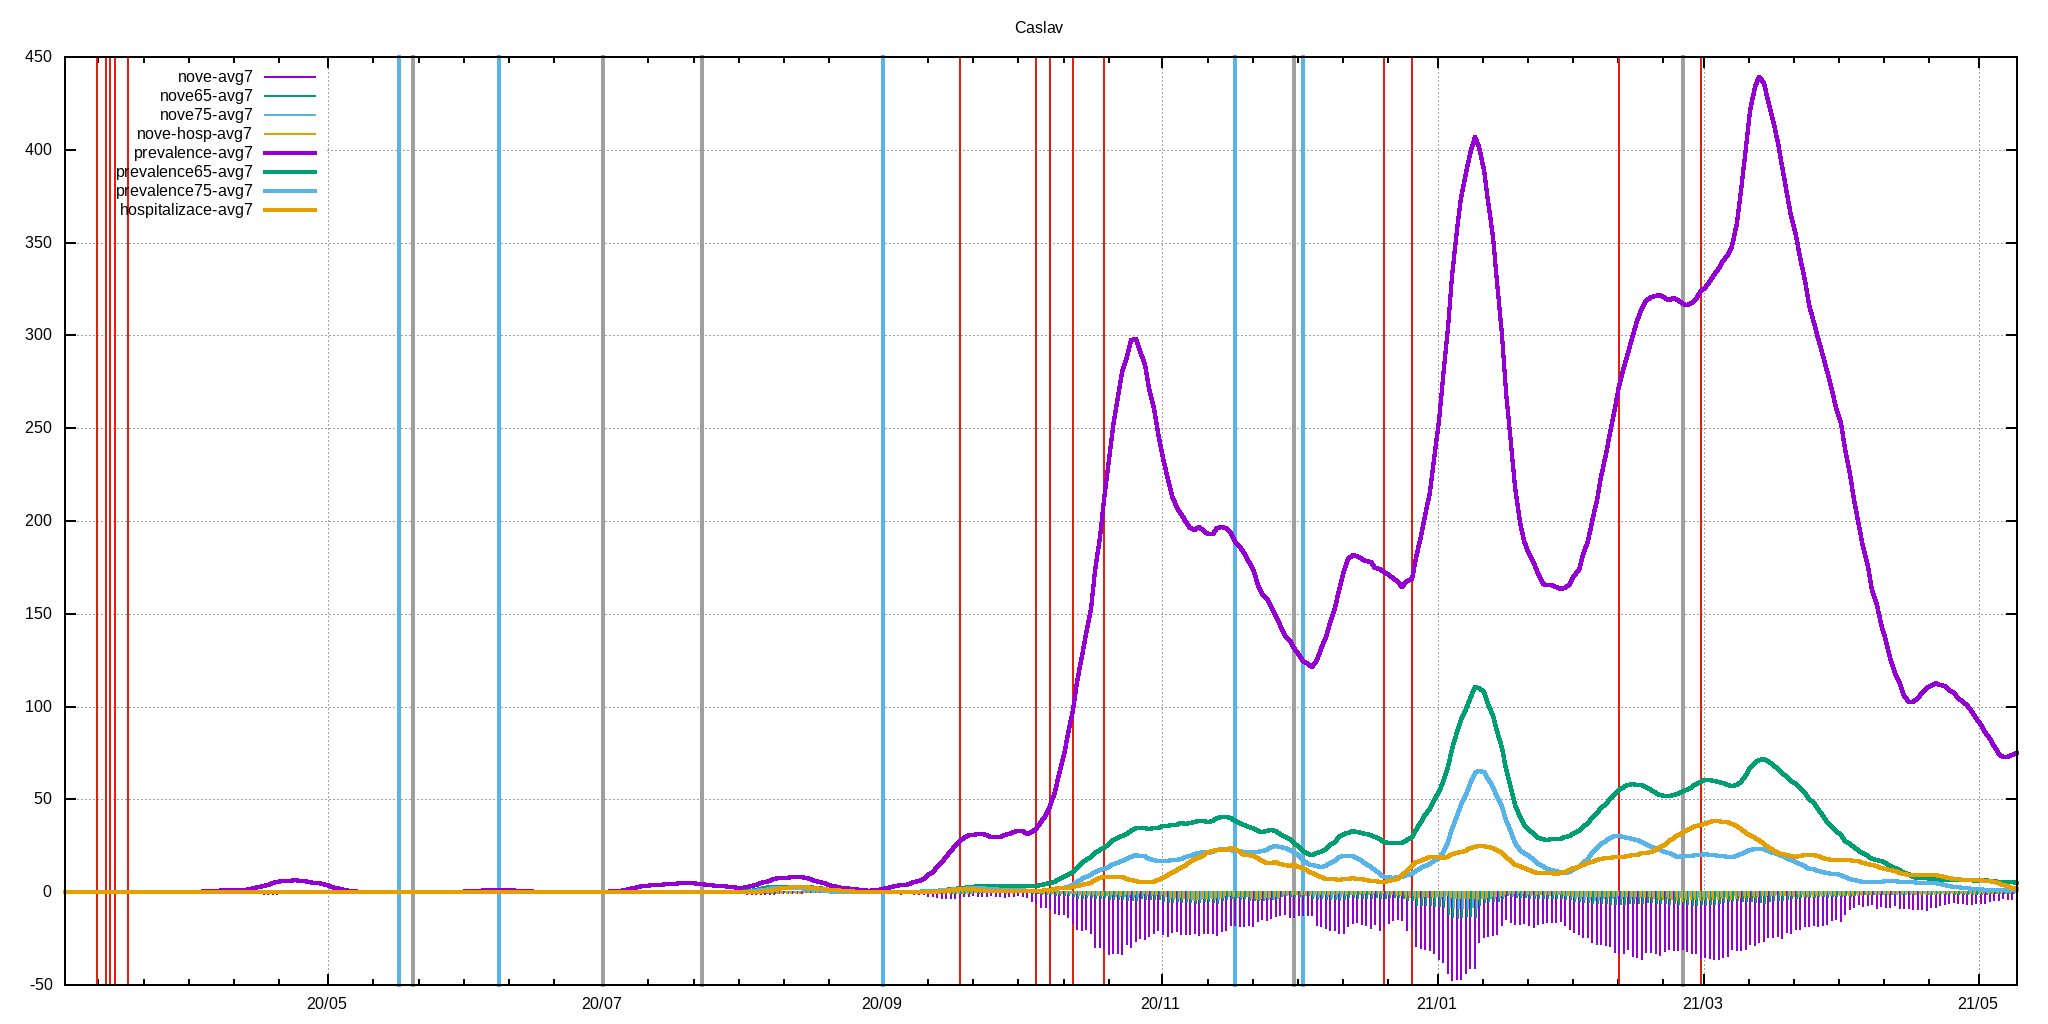 Caslav
450
400
350
300
250
200
150
100
50
0
-50
nove-avg7
nove65-avg7
nove75-avg7
nove-hosp-avg7
prevalence-avg7
prevalence65-avg7
prevalence75-avg7
hospitalizace-avg7
20/05 20/07 20/09 20/11 21/01 21/03 21/05